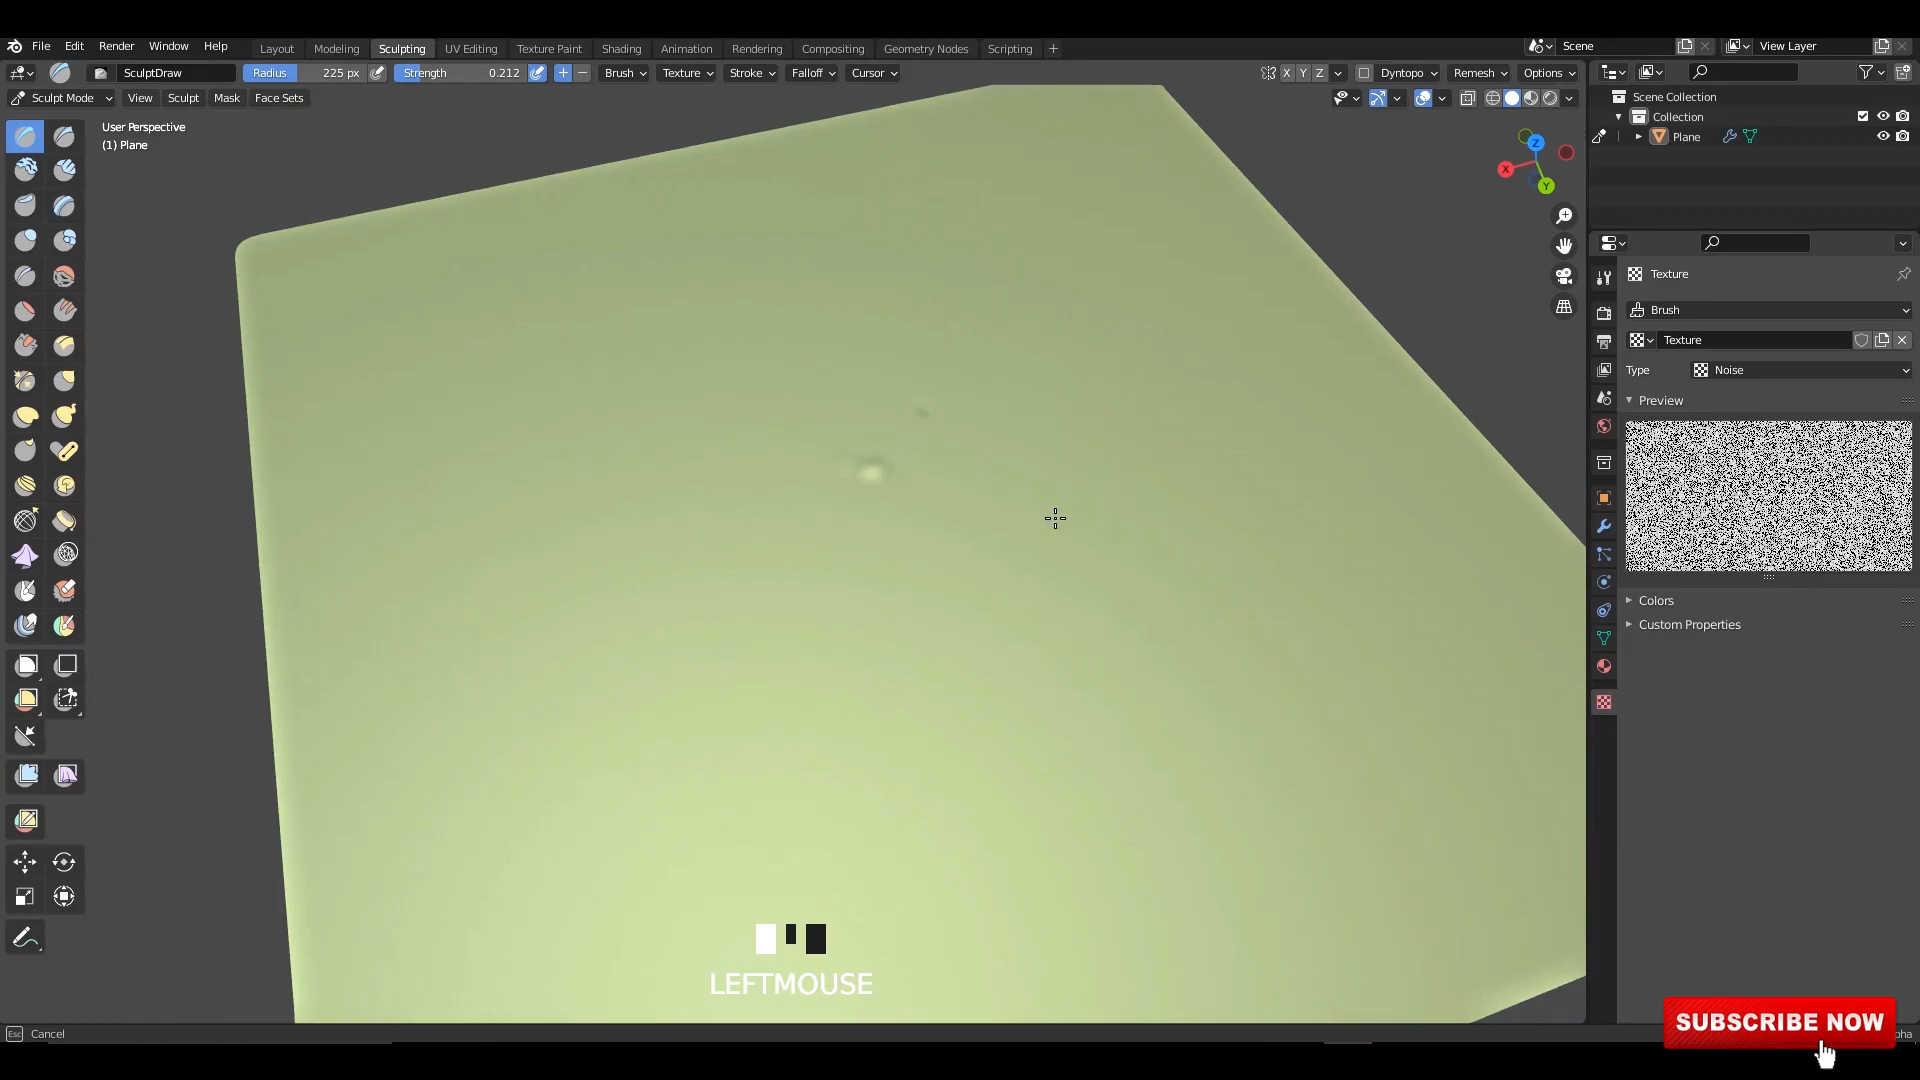 File Edit Render Window Help Layout Modeling Sculpting UV Editing Texture Paint Shading Animation Rendering Compositing Geometry Nodes Scripting + Scene View Layer
SculptDraw Radius 225 px Strength 0.212 Brush Texture Stroke Falloff Cursor X Y Z Dyntopo Remesh Options
Sculpt Mode View Sculpt Mask Face Sets
Scene Collection
Collection
Plane
User Perspective
(1) Plane
Z
X
Y
Texture
Brush
Texture
Type Noise
Preview
Colors
Custom Properties
LEFTMOUSE
SUBSCRIBE NOW
Esc Cancel